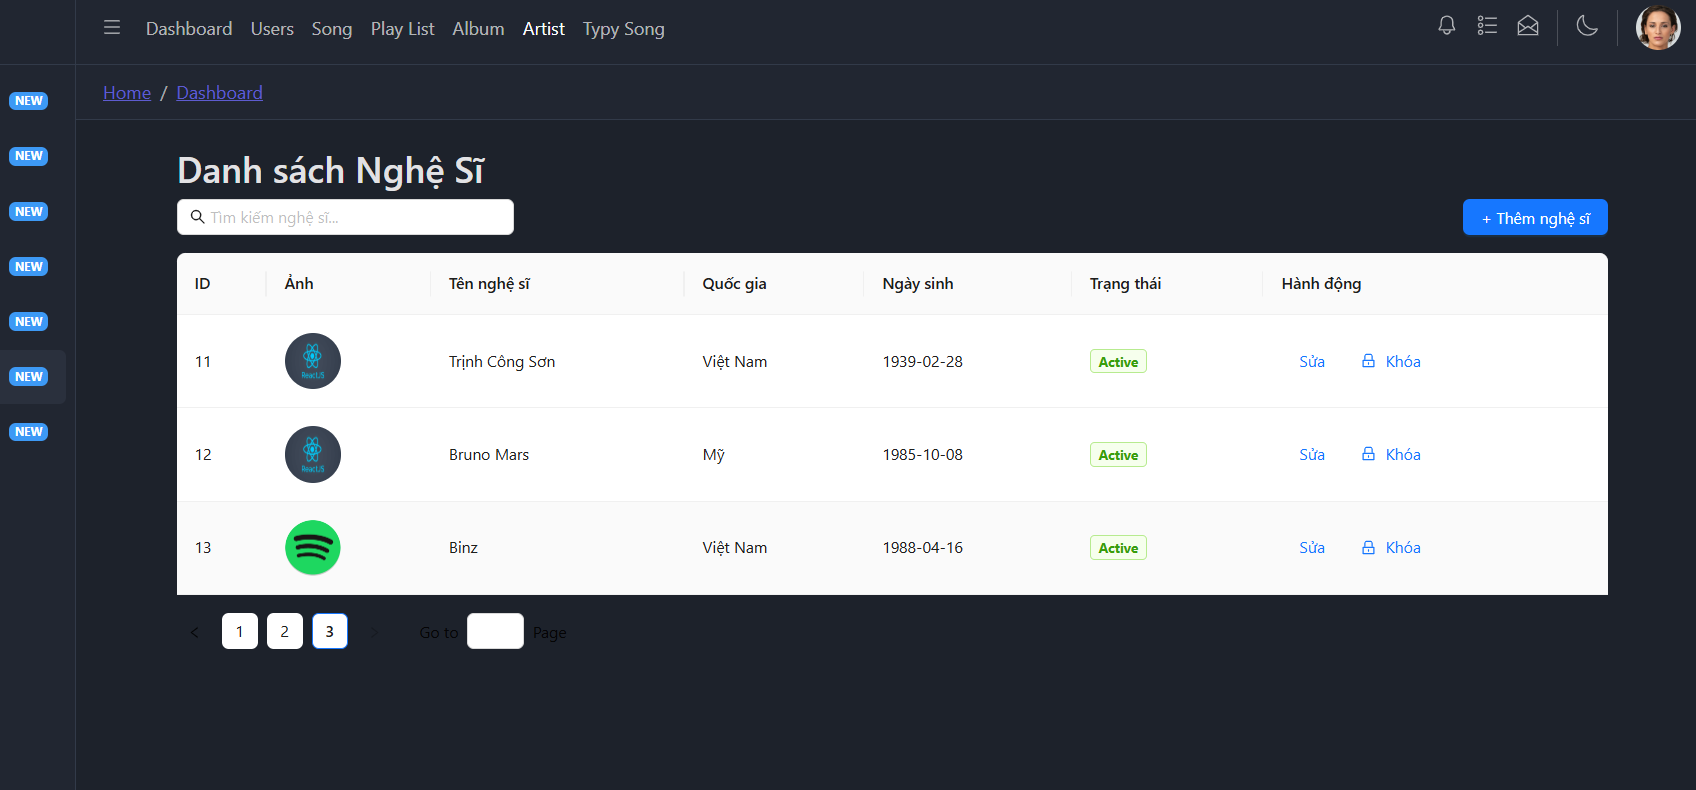 Dashboard Users Song Play List Album Artist Typy Song
Home / Dashboard
NEW
NEW
NEW
NEW
NEW
NEW
NEW
Danh sách Nghệ Sĩ
Tìm kiếm nghệ sĩ...
+ Thêm nghệ sĩ
ID Ảnh Tên nghệ sĩ Quốc gia Ngày sinh Trạng thái Hành động
11 ReactJS Trịnh Công Sơn Việt Nam 1939-02-28 Active Sửa Khóa
12 ReactJS Bruno Mars Mỹ 1985-10-08 Active Sửa Khóa
13 Binz Việt Nam 1988-04-16 Active Sửa Khóa
< 1 2 3 > Go to Page